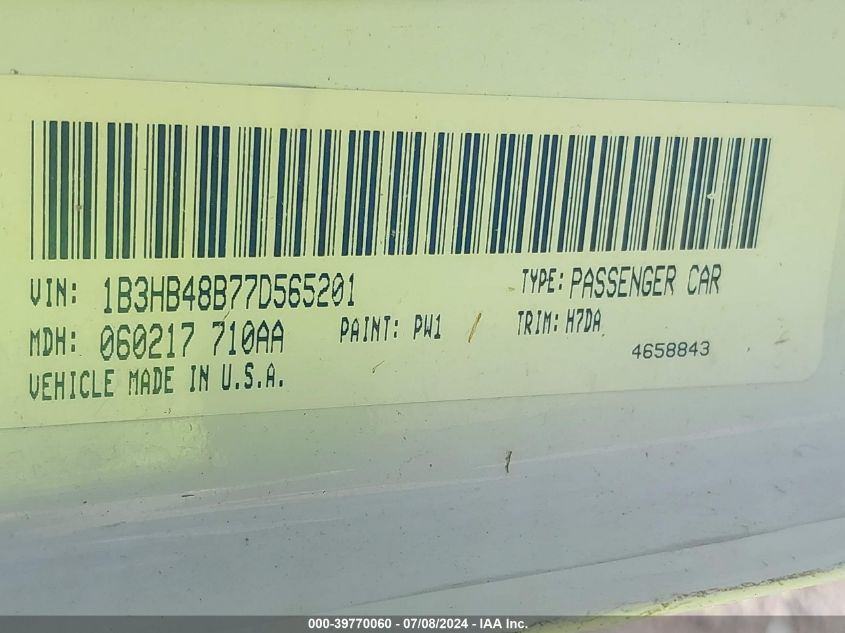 VIN: 1B3HB48B77D565201 TYPE: PASSENGER CAR
MDH: 060217 710AA PAINT: PW1 TRIM: H7DA
4658843
VEHICLE MADE IN U.S.A.
000-39770060 - 07/08/2024 - IAA Inc.